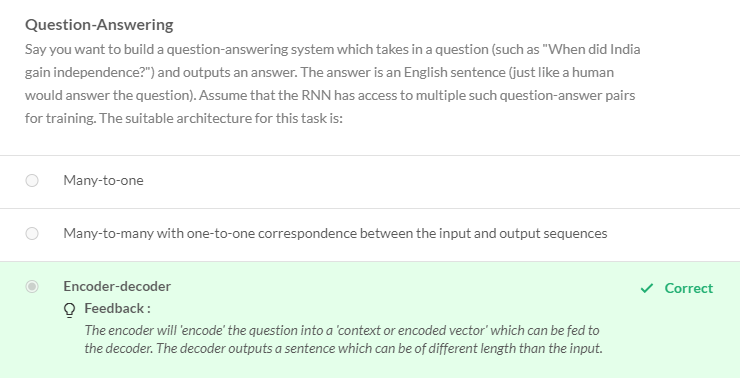 Question-Answering
Say you want to build a question-answering system which takes in a question (such as "When did India
gain independence?") and outputs an answer. The answer is an English sentence (just like a human
would answer the question). Assume that the RNN has access to multiple such question-answer pairs
for training. The suitable architecture for this task is:
Many-to-one
Many-to-many with one-to-one correspondence between the input and output sequences
Encoder-decoder
Correct
Feedback :
The encoder will 'encode' the question into a 'context or encoded vector' which can be fed to
the decoder. The decoder outputs a sentence which can be of different length than the input.